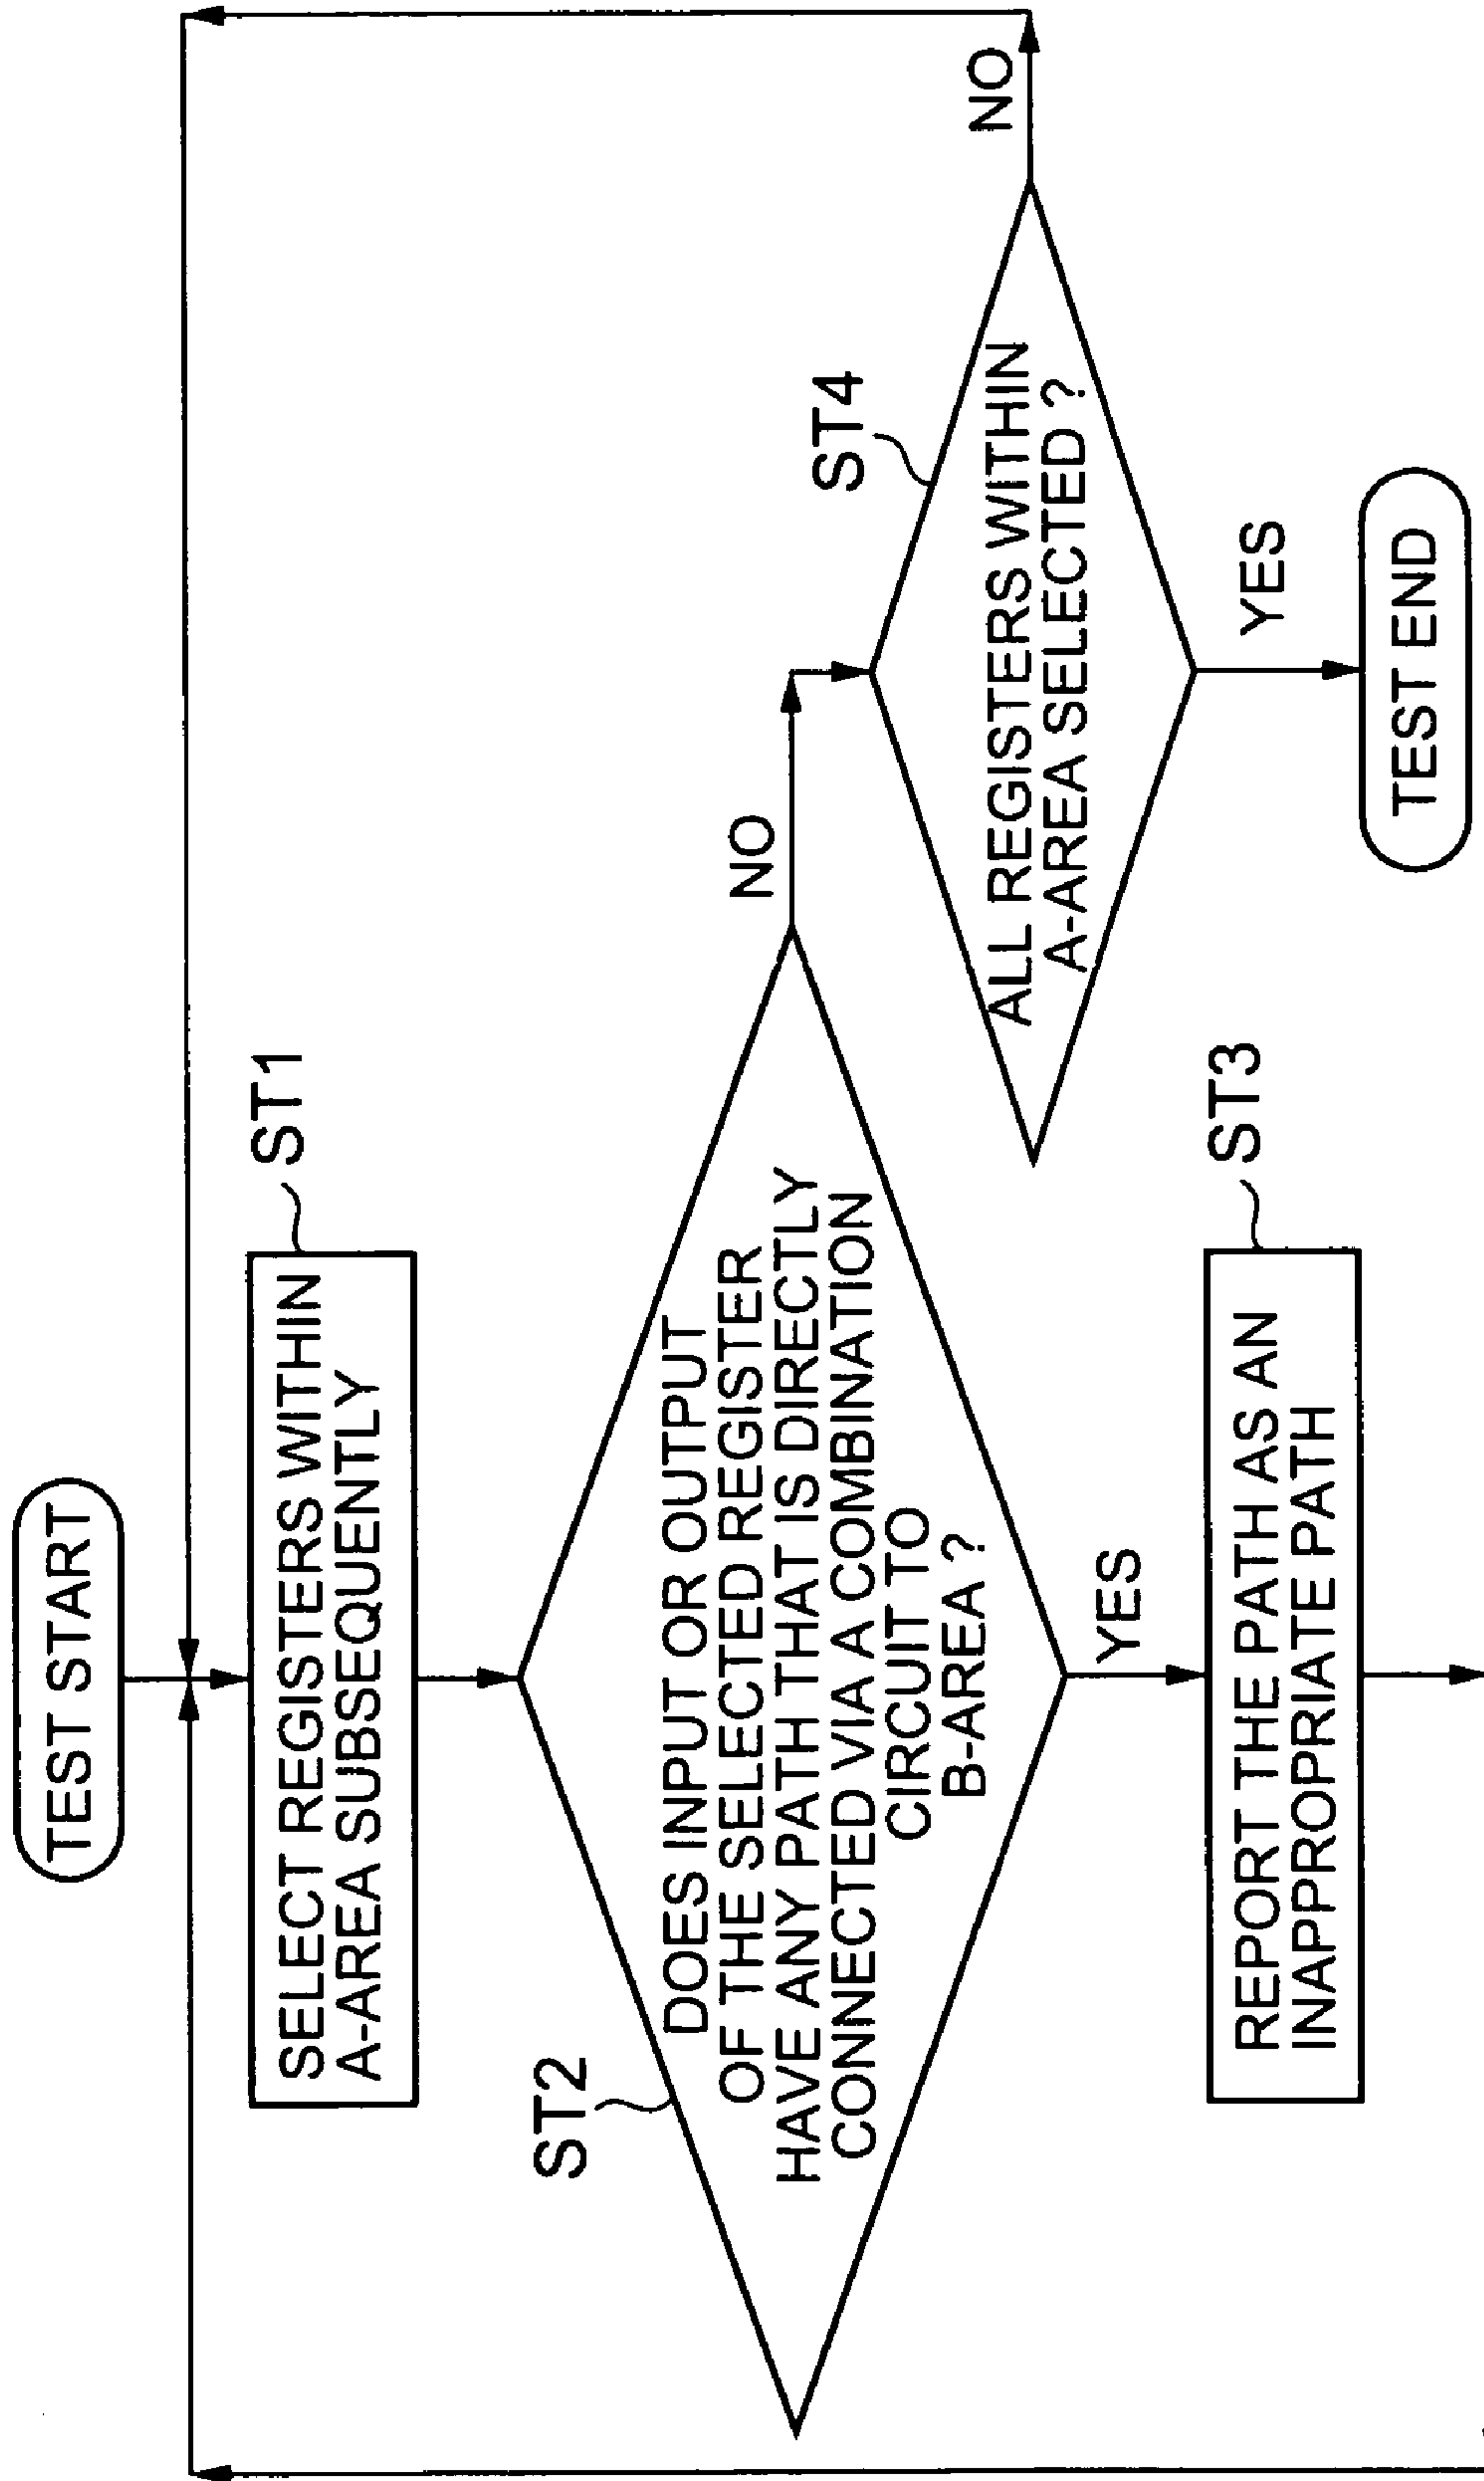 TEST START
SELECT REGISTERS WITHIN
A-AREA SUBSEQUENTLY
ST1
ST2
DOES INPUT OR OUTPUT
OF THE SELECTED REGISTER
HAVE ANY PATH THAT IS DIRECTLY
CONNECTED VIA A COMBINATION
CIRCUIT TO
B-AREA ?
NO
YES
REPORT THE PATH AS AN
INAPPROPRIATE PATH
ST3
ST4
ALL REGISTERS WITHIN
A-AREA SELECTED ?
NO
YES
TEST END